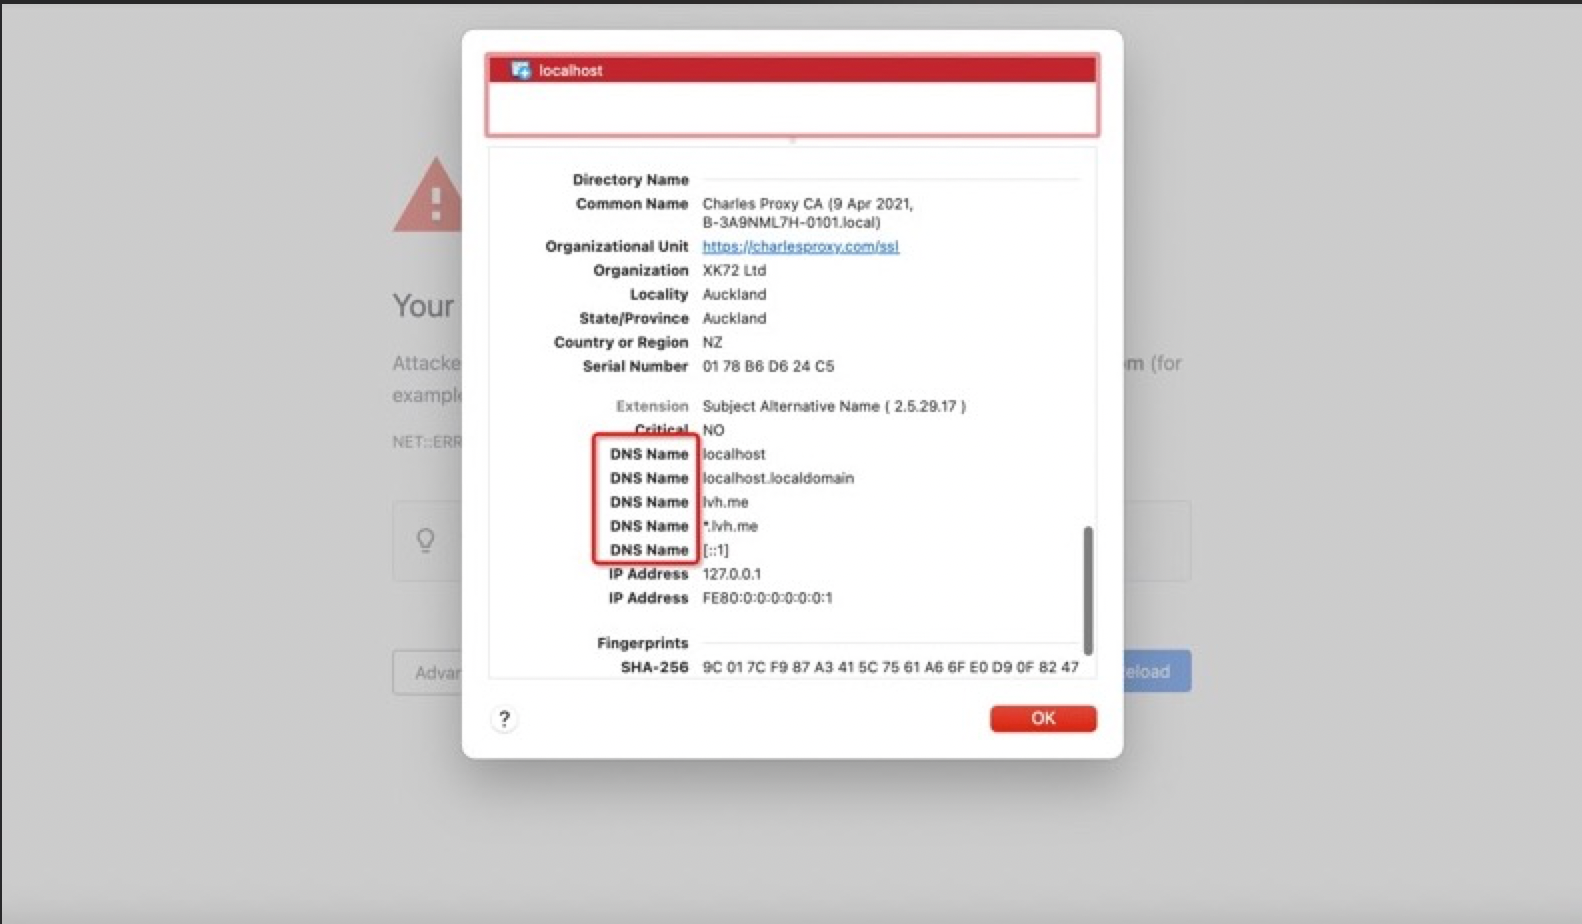 localhost
Directory Name
Common Name Charles Proxy CA (9 Apr 2021,
B-3A9NML7H-0101.local)
Organizational Unit https://charlesproxy.com/ssl
Organization XK72 Ltd
Locality Auckland
State/Province Auckland
Country or Region NZ
Serial Number 01 78 B6 D6 24 C5
Extension Subject Alternative Name ( 2.5.29.17 )
Critical NO
DNS Name localhost
DNS Name localhost.localdomain
DNS Name lvh.me
DNS Name *.lvh.me
DNS Name [::1]
IP Address 127.0.0.1
IP Address FE80:0:0:0:0:0:0:1
Fingerprints
SHA-256 9C 01 7C F9 87 A3 41 5C 75 61 A6 6F E0 D9 0F 82 47
? OK
Your
Attacke m (for
example
NET::ERR
Advan eload